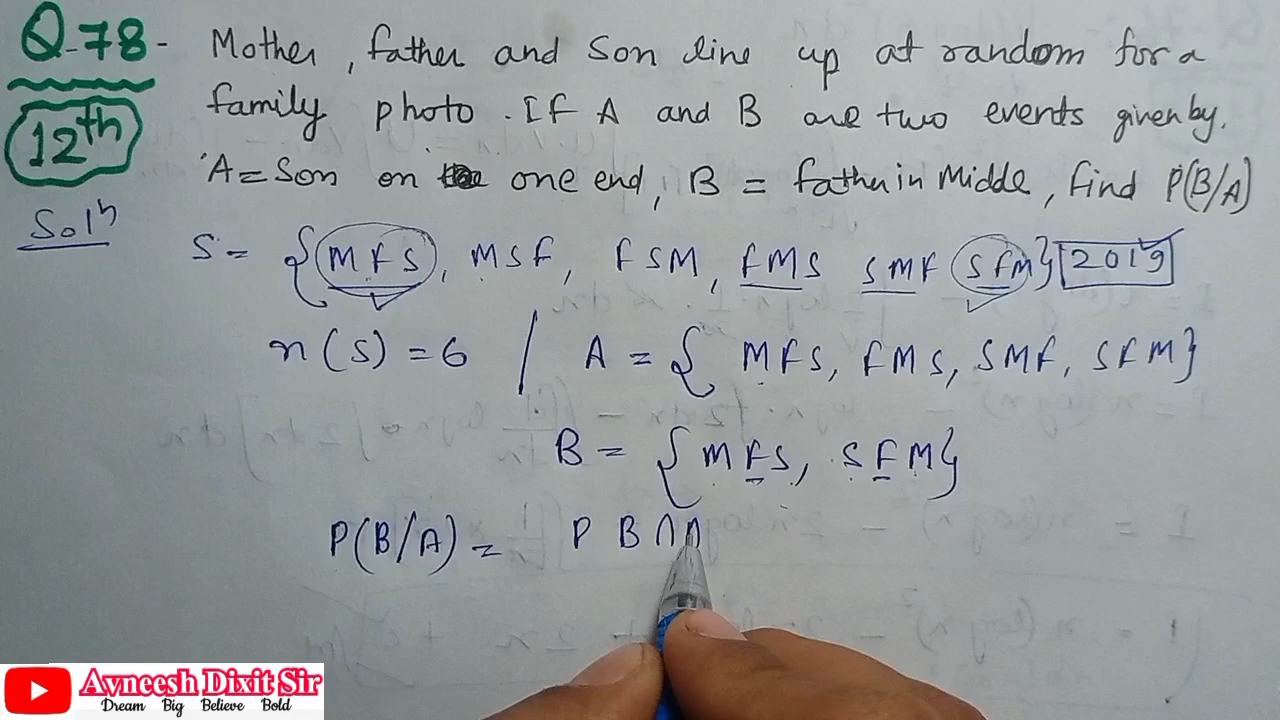 Q-78- Mother, father and Son line up at random for a
12th family photo. If A and B are two events given by.
A = Son on one end, B = father in Middle, find P(B/A)
Solⁿ S = { MFS, MSF, FSM, FMS SMF SFM} 2019
n(S) = 6 / A = { MFS, FMS, SMF, SFM}
B = { MFS, SFM}
P(B/A) = P B∩A
Avneesh Dixit Sir
Dream Big Believe Bold